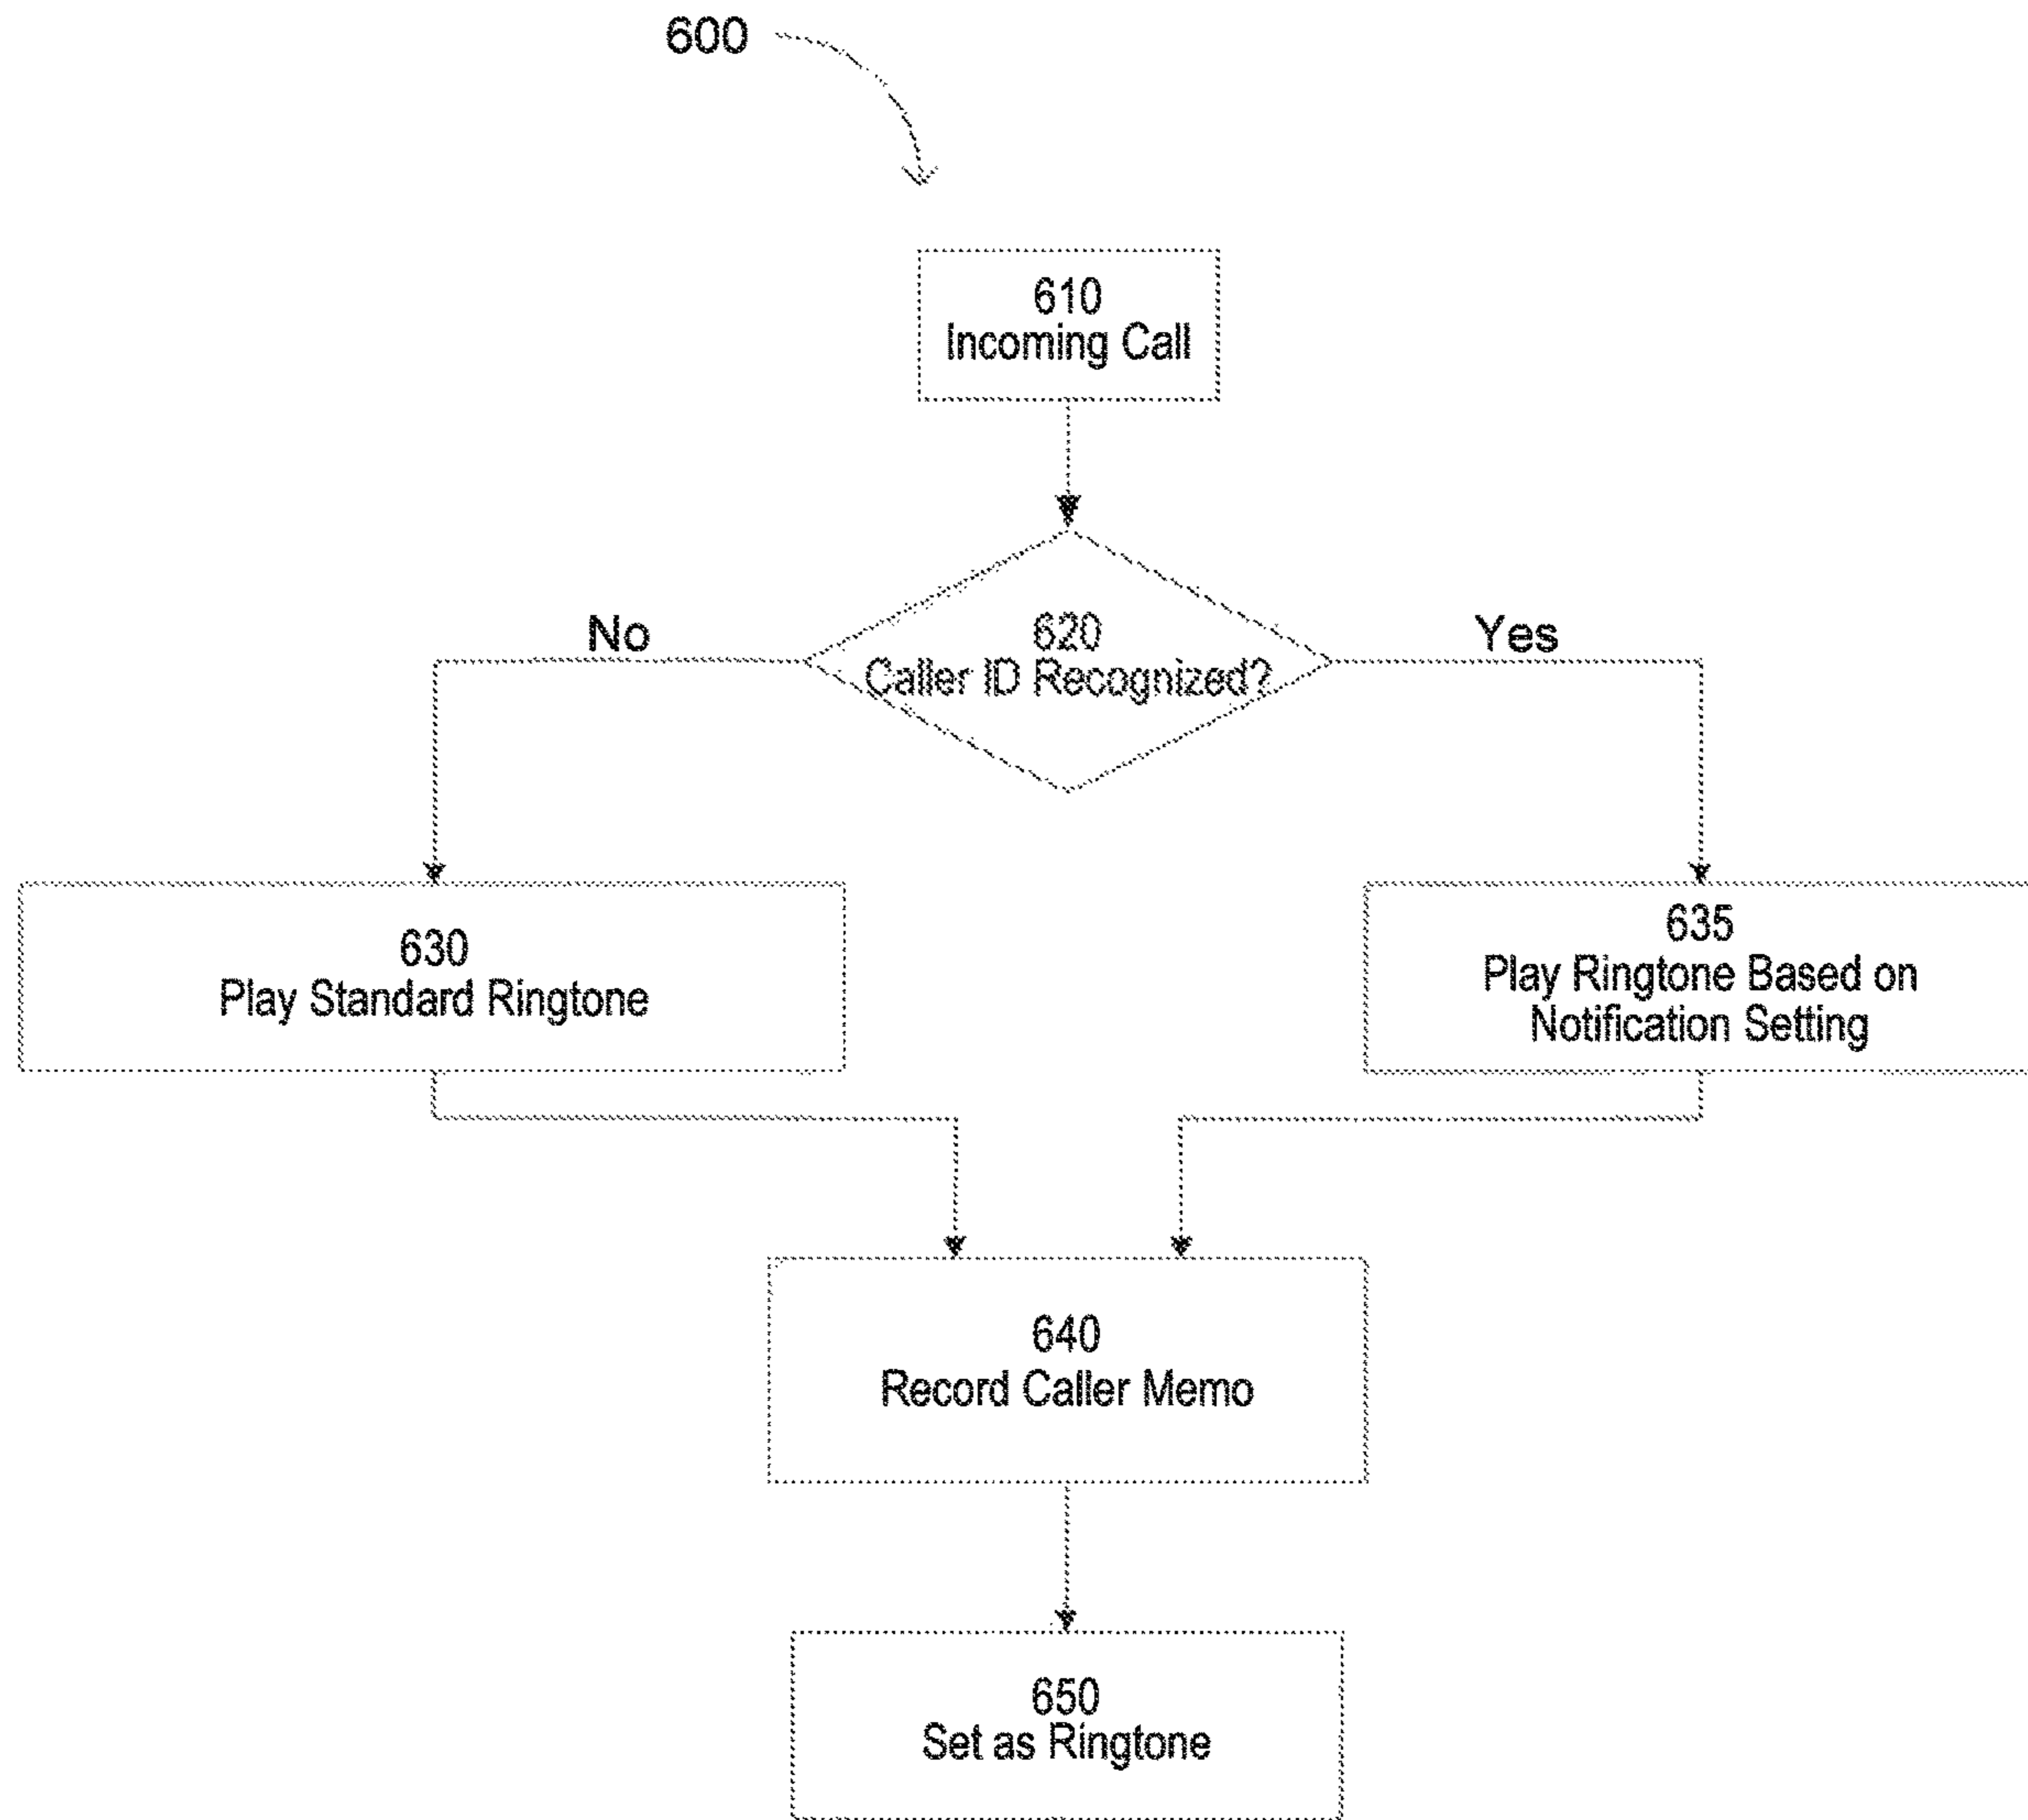 600
610
Incoming Call
620
Caller ID Recognized?
No
Yes
630
Play Standard Ringtone
635
Play Ringtone Based on
Notification Setting
640
Record Caller Memo
650
Set as Ringtone